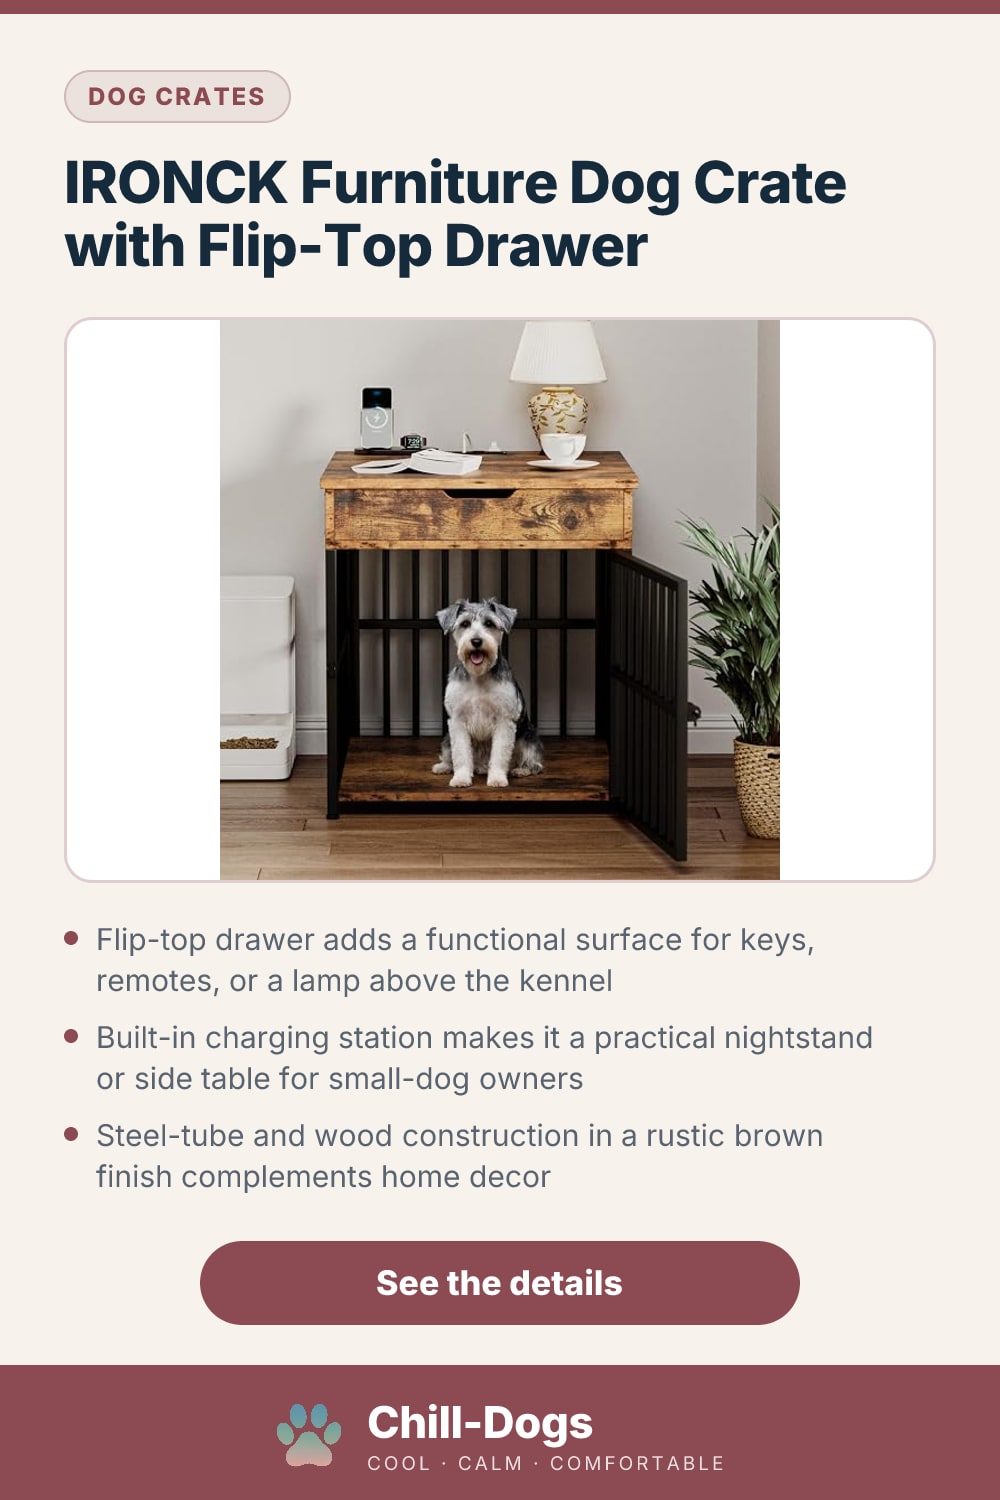 DOG CRATES
IRONCK Furniture Dog Crate
with Flip-Top Drawer
Flip-top drawer adds a functional surface for keys,
remotes, or a lamp above the kennel
Built-in charging station makes it a practical nightstand
or side table for small-dog owners
Steel-tube and wood construction in a rustic brown
finish complements home decor
See the details
Chill-Dogs
COOL · CALM · COMFORTABLE